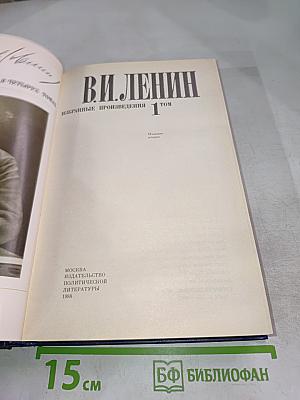 В.И.ЛЕНИН
ИЗБРАННЫЕ ПРОИЗВЕДЕНИЯ 1 ТОМ
МОСКВА
ИЗДАТЕЛЬСТВО
ПОЛИТИЧЕСКОЙ
ЛИТЕРАТУРЫ
1988
15 см
БФ БИБЛИОФАН